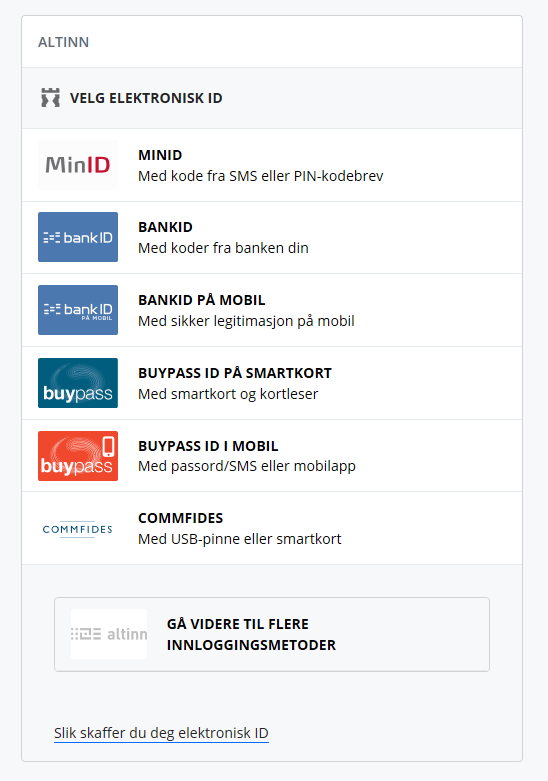 ALTINN
VELG ELEKTRONISK ID
MinID
MINID
Med kode fra SMS eller PIN-kodebrev
bankID
BANKID
Med koder fra banken din
bankID
PÅ MOBIL
BANKID PÅ MOBIL
Med sikker legitimasjon på mobil
buypass
BUYPASS ID PÅ SMARTKORT
Med smartkort og kortleser
buypass
BUYPASS ID I MOBIL
Med passord/SMS eller mobilapp
COMMFIDES
COMMFIDES
Med USB-pinne eller smartkort
altinn
GÅ VIDERE TIL FLERE
INNLOGGINGSMETODER
Slik skaffer du deg elektronisk ID